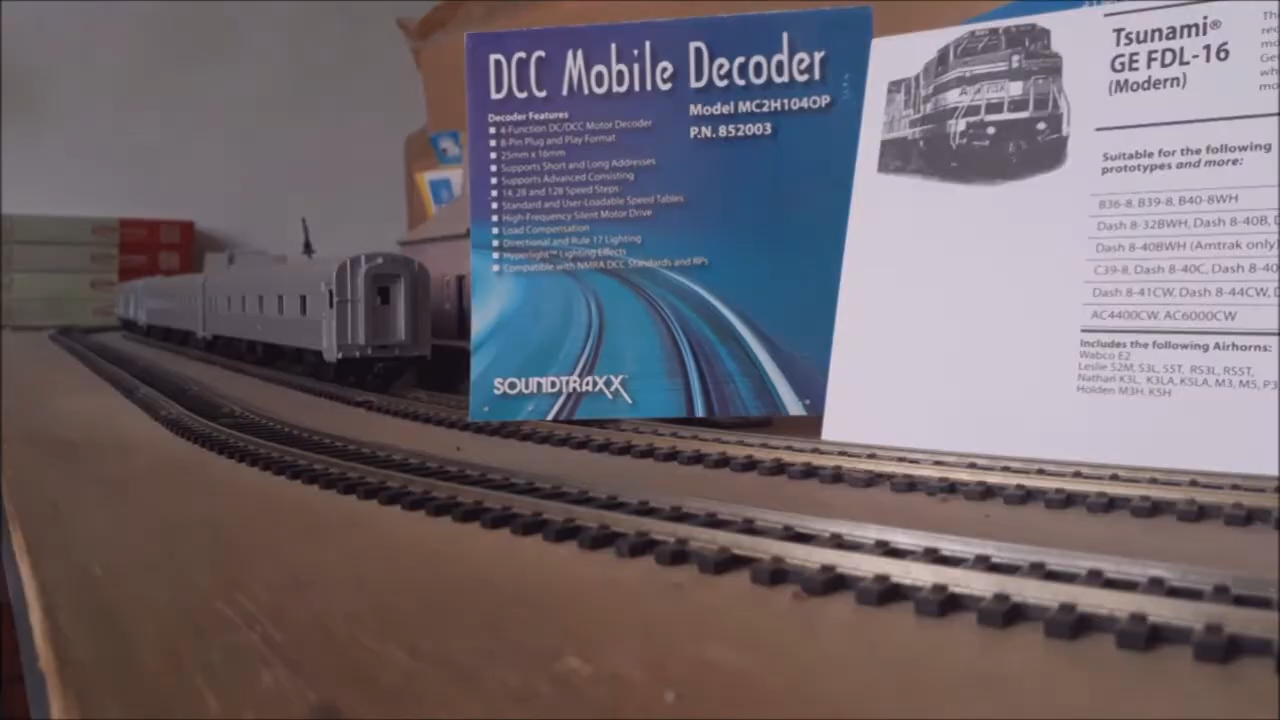 DCC Mobile Decoder
Model MC2H104OP
P.N. 852003
Decoder Features
4-Function DC/DCC Motor Decoder
8-Pin Plug and Play Format
25mm x 16mm
Supports Short and Long Addresses
Supports Advanced Consisting
14, 28 and 128 Speed Steps
Standard and User-Loadable Speed Tables
High-Frequency Silent Motor Drive
Load Compensation
Directional and Rule 17 Lighting
Hyperlight™ Lighting Effects
Compatible with NMRA DCC Standards and RPs
SOUNDTRAXX™
Tsunami®
GE FDL-16
(Modern)
Suitable for the following
prototypes and more:
B36-8, B39-8, B40-8WH
Dash 8-32BWH, Dash 8-40B,
Dash 8-40BWH (Amtrak only)
C39-8, Dash 8-40C, Dash 8-40
Dash 8-41CW, Dash 8-44CW,
AC4400CW, AC6000CW
Includes the following Airhorns:
Wabco E2
Leslie S2M, S3L, S5T, RS3L, RS5T,
Nathan K3L, K3LA, K5LA, M3, M5, P3
Holden M3H, K5H